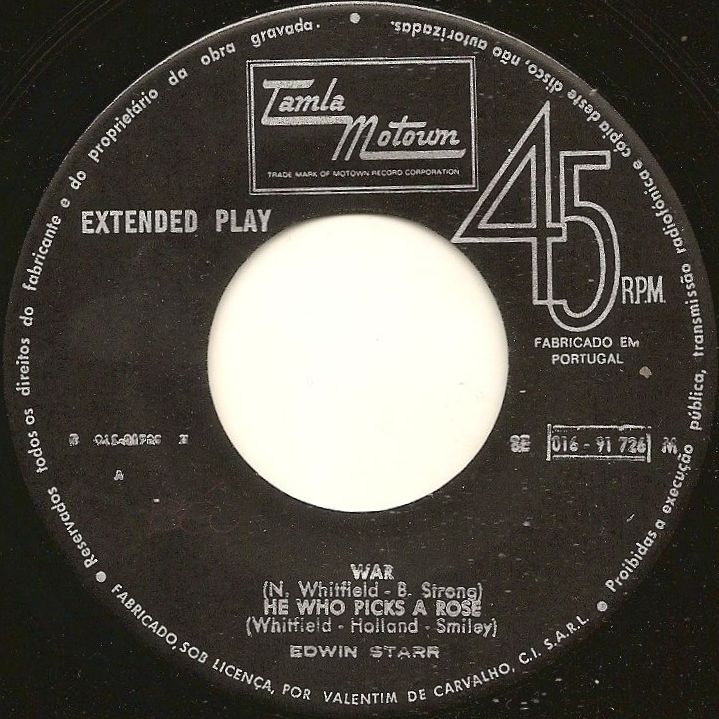 Reservados todos os direitos do fabricante e do proprietário da obra gravada. • Proibidas a execução pública, transmissão radiofónica e cópia deste disco, não autorizadas.
Tamla
Motown
TRADE MARK OF MOTOWN RECORD CORPORATION
EXTENDED PLAY
45
R.P.M.
FABRICADO EM
PORTUGAL
SE 016 - 91 726 M
A
WAR
(N. Whitfield - B. Strong)
HE WHO PICKS A ROSE
(Whitfield - Holland - Smiley)
EDWIN STARR
FABRICADO, SOB LICENÇA, POR VALENTIM DE CARVALHO, C.I. S.A.R.L.